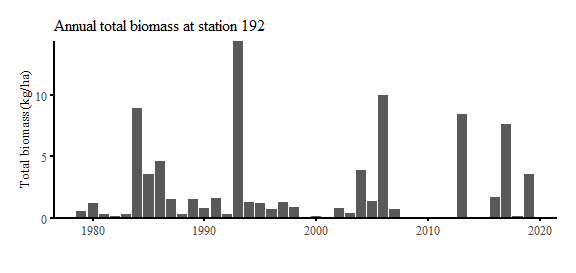 Annual total biomass at station 192
Total biomass (kg/ha)
10
5
0
1980 1990 2000 2010 2020